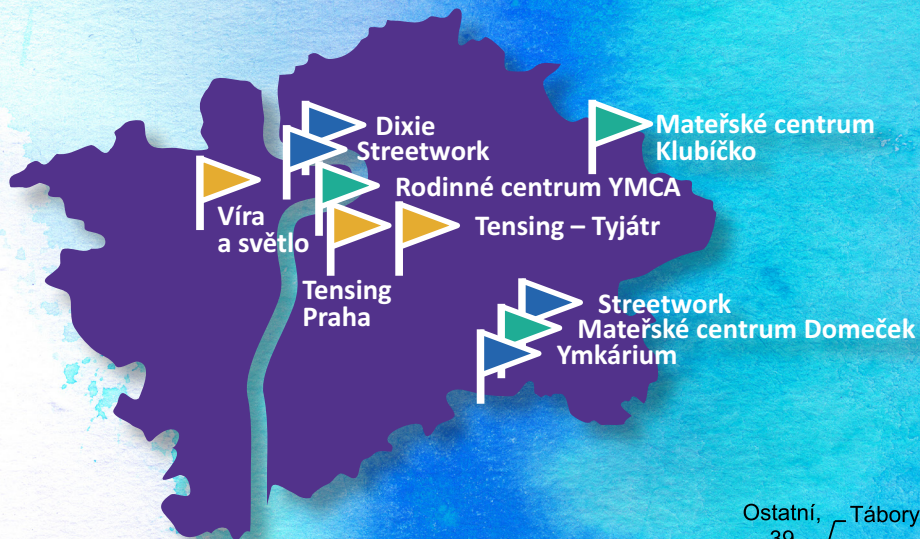 Dixie
Streetwork
Mateřské centrum
Klubíčko
Rodinné centrum YMCA
Víra
a světlo
Tensing – Tyjátr
Tensing
Praha
Streetwork
Mateřské centrum Domeček
Ymkárium
Ostatní,
39
Tábory